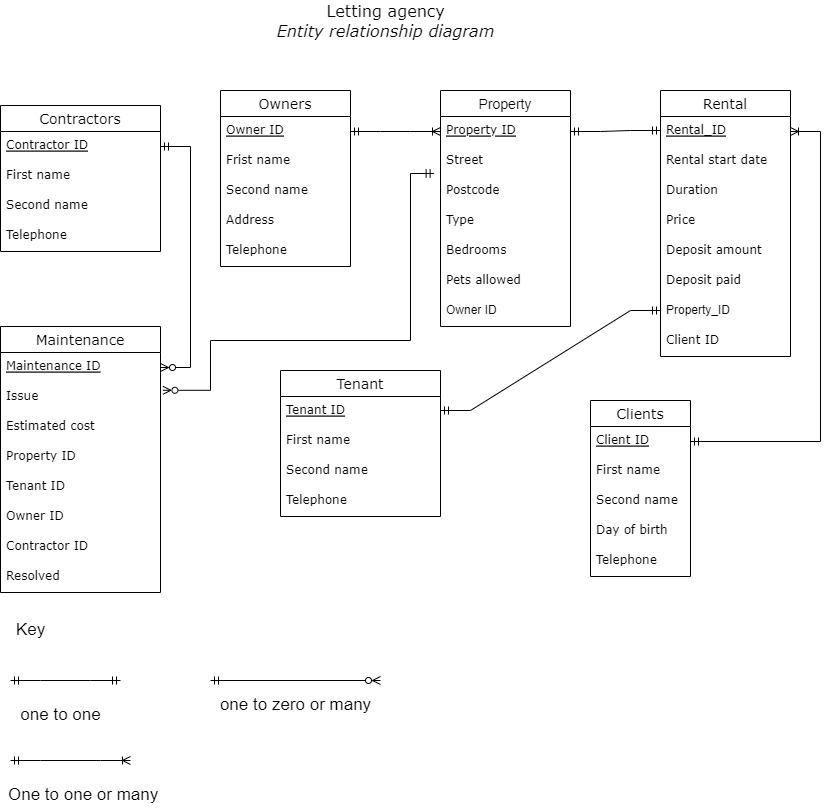 Letting agency
Entity relationship diagram
Contractors
Contractor ID
First name
Second name
Telephone
Owners
Owner ID
Frist name
Second name
Address
Telephone
Property
Property ID
Street
Postcode
Type
Bedrooms
Pets allowed
Owner ID
Rental
Rental_ID
Rental start date
Duration
Price
Deposit amount
Deposit paid
Property_ID
Client ID
Maintenance
Maintenance ID
Issue
Estimated cost
Property ID
Tenant ID
Owner ID
Contractor ID
Resolved
Tenant
Tenant ID
First name
Second name
Telephone
Clients
Client ID
First name
Second name
Day of birth
Telephone
Key
one to one
one to zero or many
One to one or many